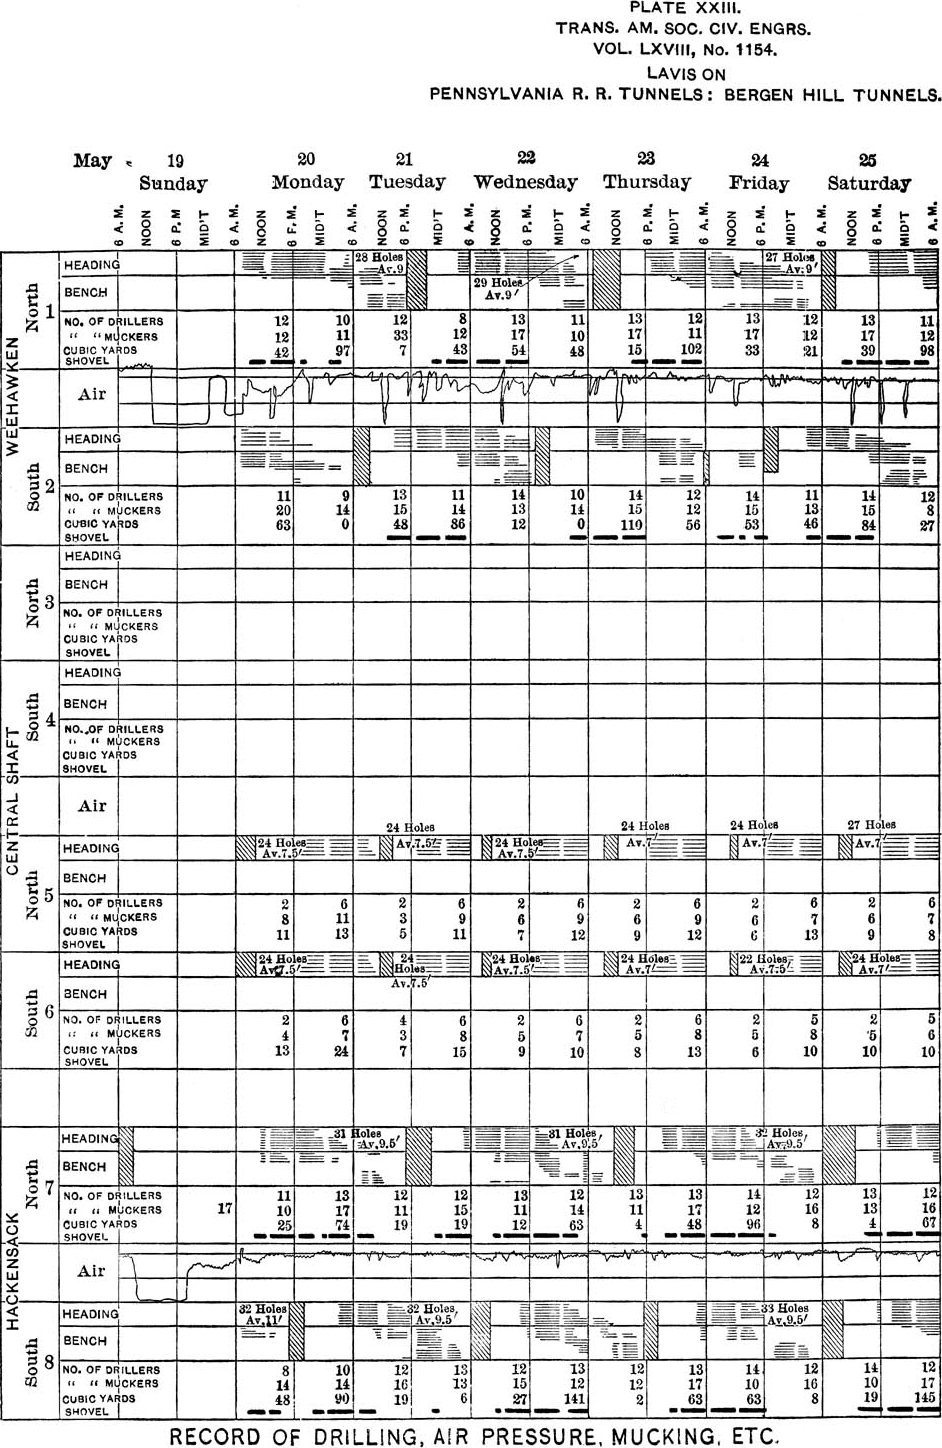 PLATE XXIII.
TRANS. AM. SOC. CIV. ENGRS.
VOL. LXVIII, No. 1154.
LAVIS ON
PENNSYLVANIA R. R. TUNNELS: BERGEN HILL TUNNELS.
May 19 20 21 22 23 24 25
Sunday Monday Tuesday Wednesday Thursday Friday Saturday
6 A.M. NOON 6 P.M MID'T 6 A.M. NOON 6 P.M. MID'T 6 A.M. NOON 6 P.M. MID'T 6 A.M. NOON 6 P.M. MID'T 6 A.M. NOON 6 P.M. MID'T 6 A.M. NOON 6 P.M. MID'T 6 A.M. NOON 6 P.M. MID'T 6 A.M.
WEEHAWKEN
North 1
HEADING 28 Holes Av.9 27 Holes Av.9′
BENCH 29 Holes Av.9′
NO. OF DRILLERS 12 10 12 8 13 11 13 12 13 12 13 11
“ “ MUCKERS 12 11 33 12 17 10 17 11 17 12 17 12
CUBIC YARDS 42 97 7 43 54 48 15 102 33 21 39 98
SHOVEL
Air
South 2
HEADING
BENCH
NO. OF DRILLERS 11 9 13 11 14 10 14 12 14 11 14 12
“ “ MUCKERS 20 14 15 14 13 14 15 12 15 13 15 8
CUBIC YARDS 63 0 48 86 12 0 110 56 53 46 84 27
SHOVEL
CENTRAL SHAFT
North 3
HEADING
BENCH
NO. OF DRILLERS
“ “ MUCKERS
CUBIC YARDS
SHOVEL
South 4
HEADING
BENCH
NO. OF DRILLERS
“ “ MUCKERS
CUBIC YARDS
SHOVEL
Air
North 5
24 Holes 24 Holes 24 Holes 27 Holes
HEADING 24 Holes Av.7.5′ Av.7.5′ 24 Holes Av.7.5′ Av.7′ Av.7′ Av.7′
BENCH
NO. OF DRILLERS 2 6 2 6 2 6 2 6 2 6 2 6
“ “ MUCKERS 8 11 3 9 6 9 6 9 6 7 6 7
CUBIC YARDS 11 13 5 11 7 12 9 12 6 13 9 8
SHOVEL
South 6
HEADING 24 Holes Av.7.5′ 24 Holes Av.7.5′ 24 Holes Av.7.5′ 24 Holes Av.7′ 22 Holes Av.7.5′ 24 Holes Av.7′
BENCH
NO. OF DRILLERS 2 6 4 6 2 6 2 6 2 5 2 5
“ “ MUCKERS 4 7 3 8 5 7 5 8 5 8 5 6
CUBIC YARDS 13 24 7 15 9 10 8 13 6 10 10 10
SHOVEL
HACKENSACK
North 7
HEADING 31 Holes Av.9.5′ 31 Holes Av.9.5′ 32 Holes Av.9.5′
BENCH
NO. OF DRILLERS 11 13 12 12 13 12 13 13 14 12 13 12
“ “ MUCKERS 17 10 17 11 15 11 14 11 17 12 16 13 16
CUBIC YARDS 25 74 19 19 12 63 4 48 96 8 4 67
SHOVEL
Air
South 8
HEADING 32 Holes Av.11′ 32 Holes Av.9.5′ 33 Holes Av.9.5′
BENCH
NO. OF DRILLERS 8 10 12 13 12 13 12 13 14 12 14 12
“ “ MUCKERS 14 14 16 13 15 12 12 17 10 16 10 17
CUBIC YARDS 48 90 19 6 27 141 2 63 63 8 19 145
SHOVEL
RECORD OF DRILLING, AIR PRESSURE, MUCKING, ETC.